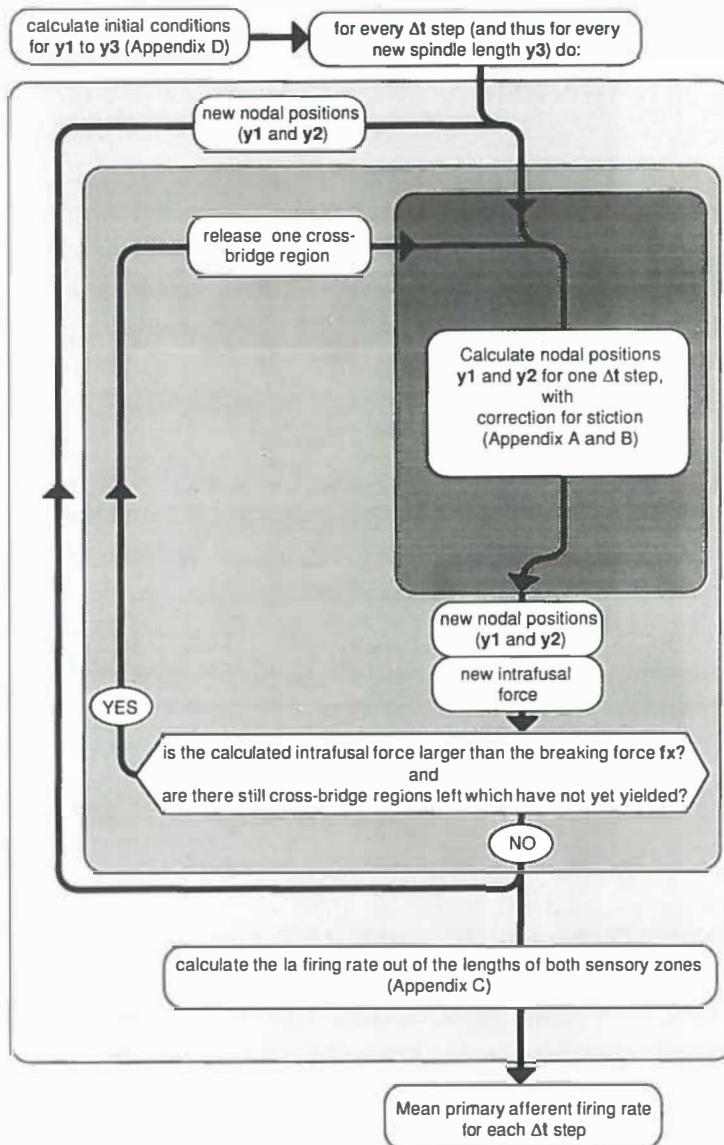 calculate initial conditions
for y1 to y3 (Appendix D)
for every Δt step (and thus for every
new spindle length y3) do:
new nodal positions
(y1 and y2)
release one cross-
bridge region
Calculate nodal positions
y1 and y2 for one Δt step,
with
correction for stiction
(Appendix A and B)
new nodal positions
(y1 and y2)
new intrafusal
force
YES
is the calculated intrafusal force larger than the breaking force fx?
and
are there still cross-bridge regions left which have not yet yielded?
NO
calculate the Ia firing rate out of the lengths of both sensory zones
(Appendix C)
Mean primary afferent firing rate
for each Δt step